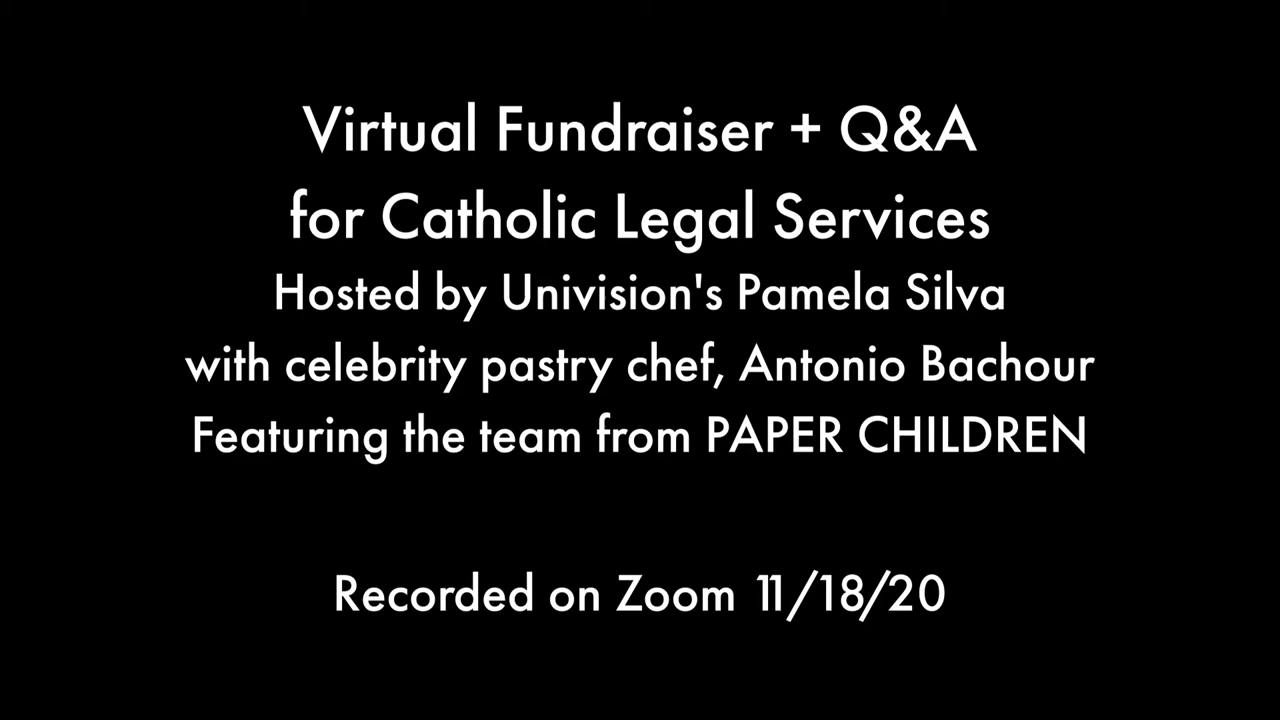 Virtual Fundraiser + Q&A
for Catholic Legal Services
Hosted by Univision's Pamela Silva
with celebrity pastry chef, Antonio Bachour
Featuring the team from PAPER CHILDREN
Recorded on Zoom 11/18/20